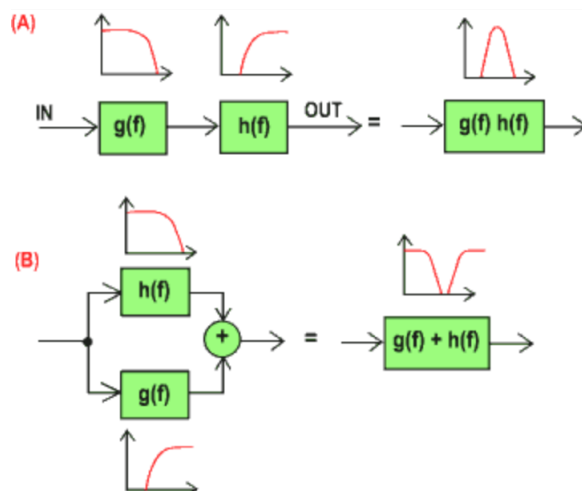 (A)
IN g(f) h(f) OUT = g(f) h(f)
(B)
h(f)
+ = g(f) + h(f)
g(f)